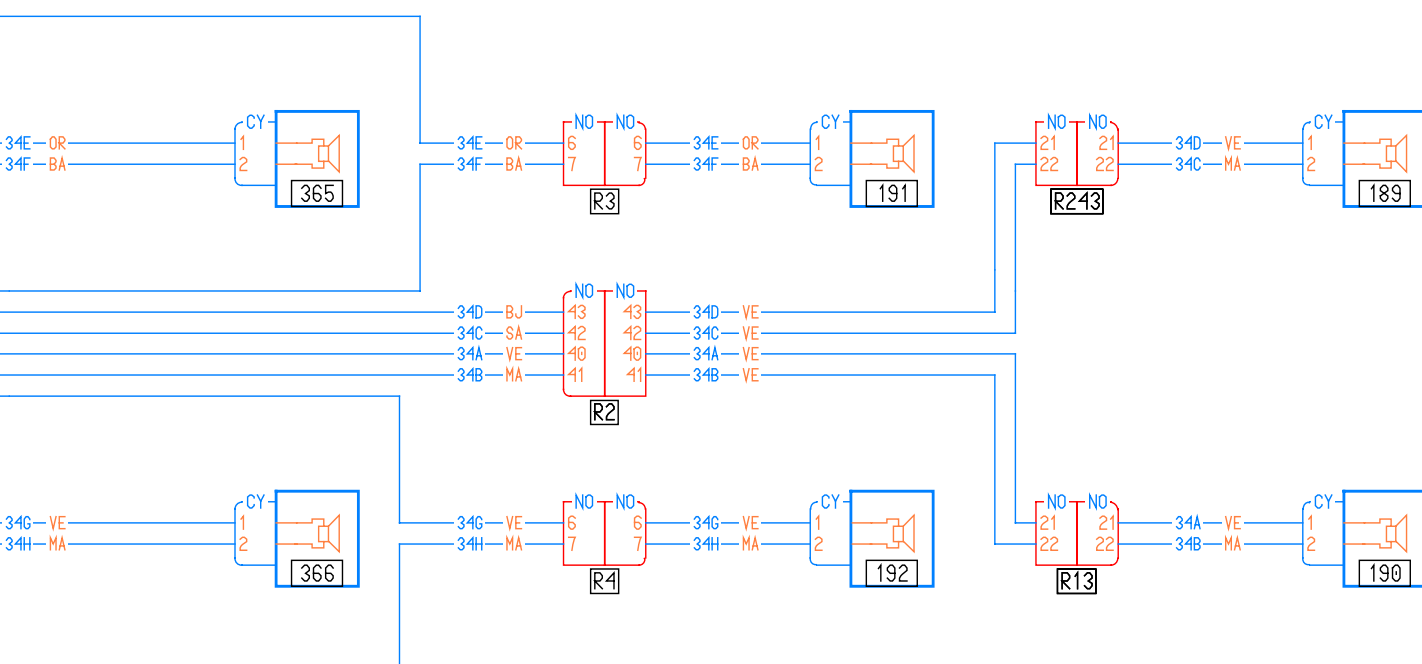 CY NO NO CY NO NO CY
34E OR 1 34E OR 6 6 34E OR 1 21 21 34D VE 1
34F BA 2 34F BA 7 7 34F BA 2 22 22 34C MA 2
365 R3 191 R243 189
NO NO
34D BJ 43 43 34D VE
34C SA 42 42 34C VE
34A VE 40 40 34A VE
34B MA 41 41 34B VE
R2
CY NO NO CY NO NO CY
34G VE 1 34G VE 6 6 34G VE 1 21 21 34A VE 1
34H MA 2 34H MA 7 7 34H MA 2 22 22 34B MA 2
366 R4 192 R13 190